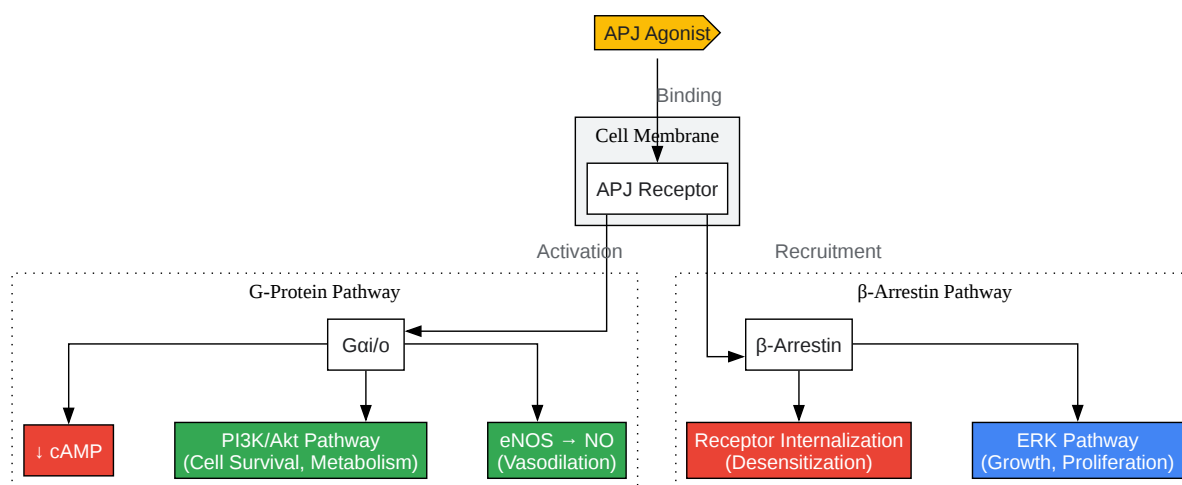 APJ Agonist
Binding
Cell Membrane
APJ Receptor
Activation
Recruitment
G-Protein Pathway
β-Arrestin Pathway
Gαi/o
β-Arrestin
↓ cAMP
PI3K/Akt Pathway
(Cell Survival, Metabolism)
eNOS → NO
(Vasodilation)
Receptor Internalization
(Desensitization)
ERK Pathway
(Growth, Proliferation)